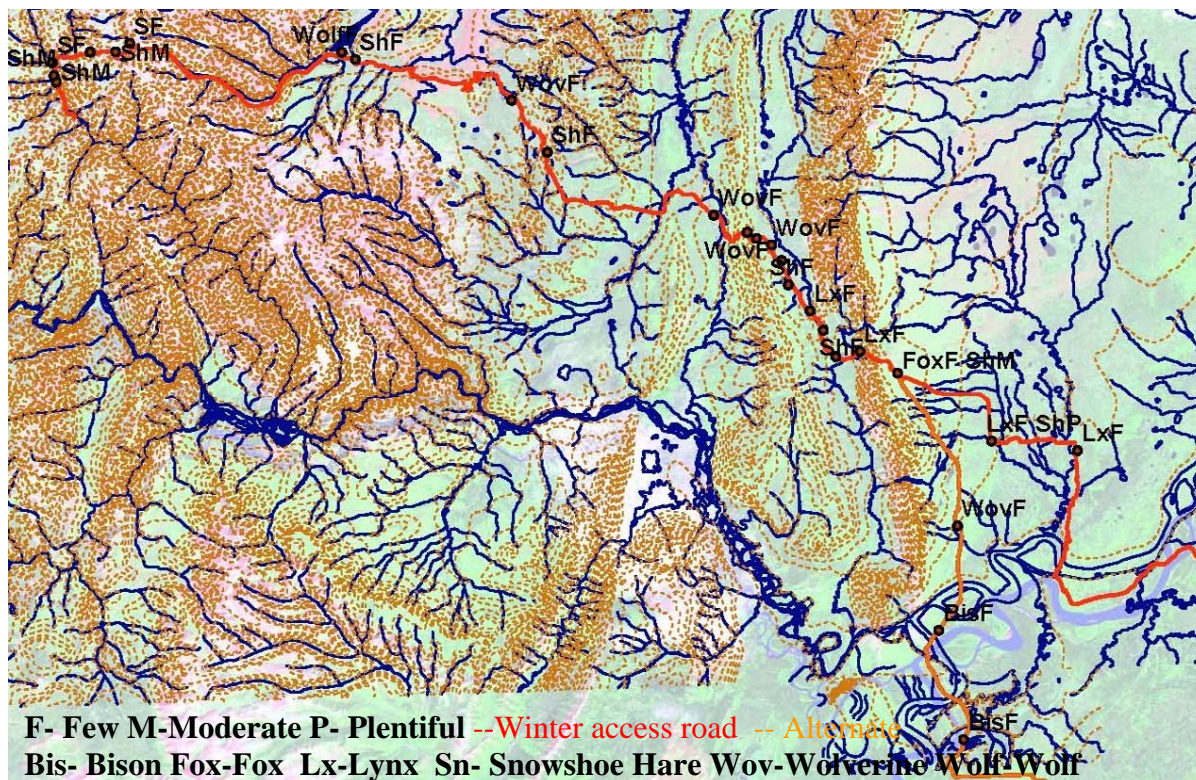 SF
SF
ShM
ShM
ShM
WolfF
ShF
WovF
ShF
WovF
WovF
WovF
ShF
LxF
LxF
ShF
FoxF ShM
LxF ShP LxF
WovF
BisF
BisF
F- Few M-Moderate P- Plentiful --Winter access road -- Alternate
Bis- Bison Fox-Fox Lx-Lynx Sn- Snowshoe Hare Wov-Wolverine Wolf-Wolf